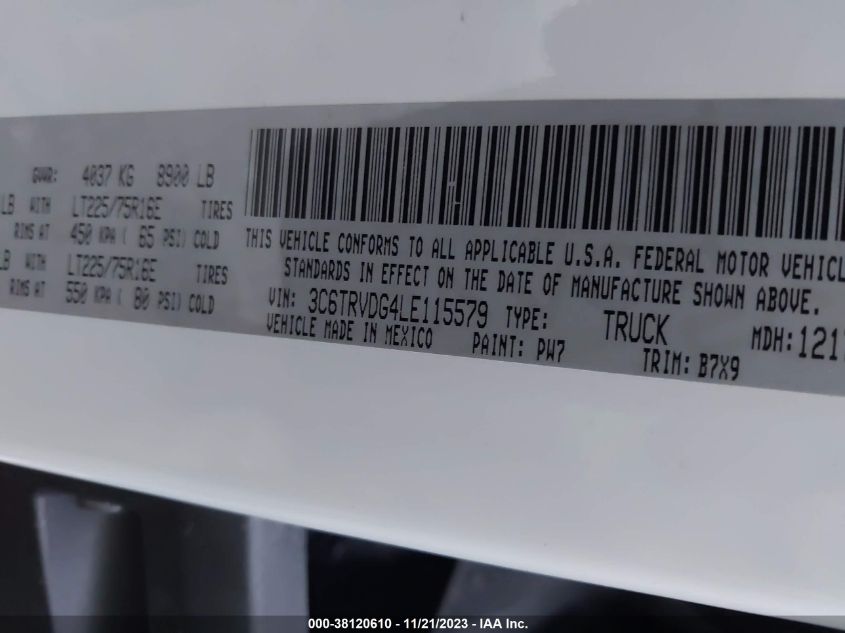 GVWR: 4037 KG 8900 LB
LB WITH LT225/75R16E TIRES
RIMS AT 450 KPA ( 65 PSI) COLD
LB WITH LT225/75R16E TIRES
RIMS AT 550 KPA ( 80 PSI) COLD
THIS VEHICLE CONFORMS TO ALL APPLICABLE U.S.A. FEDERAL MOTOR VEHICL
STANDARDS IN EFFECT ON THE DATE OF MANUFACTURE SHOWN ABOVE.
VIN: 3C6TRVDG4LE115579 TYPE: TRUCK MDH:1217
VEHICLE MADE IN MEXICO PAINT: PW7 TRIM: B7X9
000-38120610 - 11/21/2023 - IAA Inc.